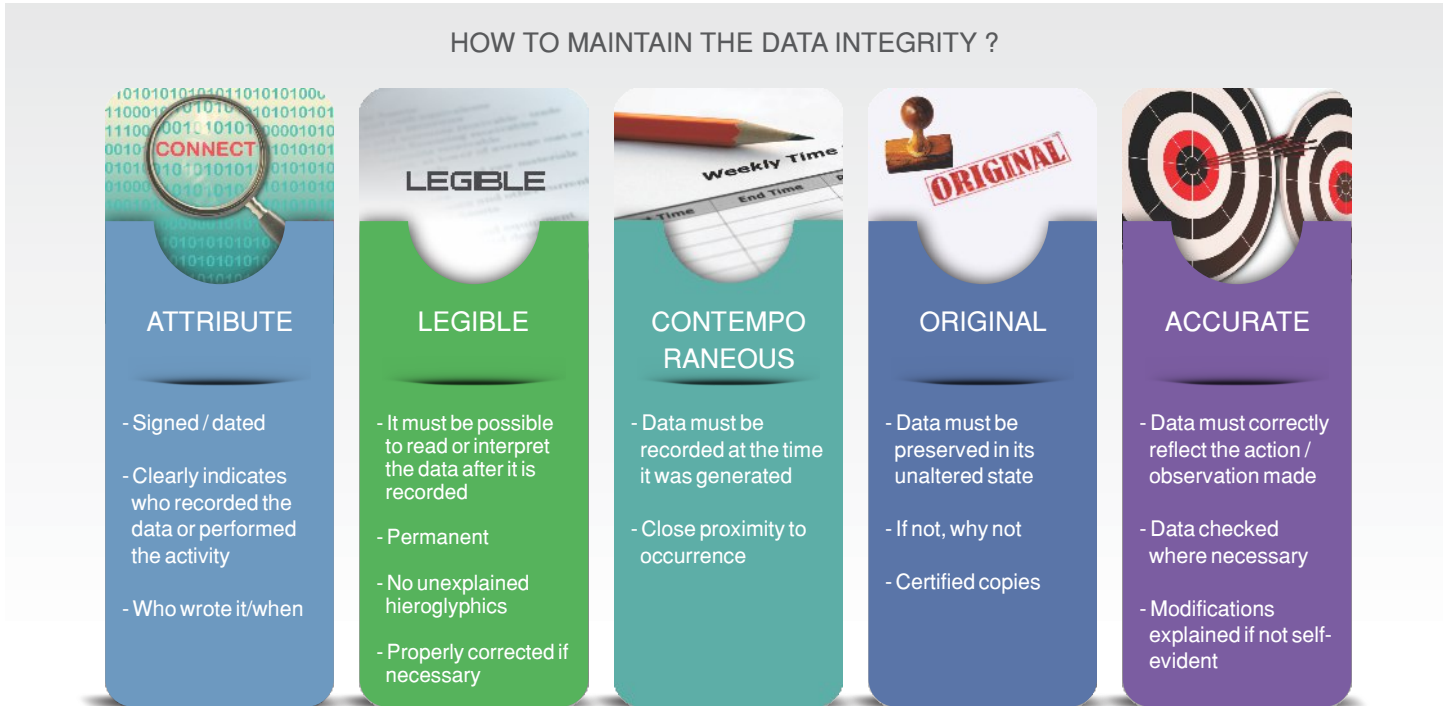 HOW TO MAINTAIN THE DATA INTEGRITY ?
CONNECT
ATTRIBUTE
- Signed / dated
- Clearly indicates
who recorded the
data or performed
the activity
- Who wrote it/when
LEGIBLE
LEGIBLE
- It must be possible
to read or interpret
the data after it is
recorded
- Permanent
- No unexplained
hieroglyphics
- Properly corrected if
necessary
Weekly Time
End Time
CONTEMPO
RANEOUS
- Data must be
recorded at the time
it was generated
- Close proximity to
occurrence
ORIGINAL
ORIGINAL
- Data must be
preserved in its
unaltered state
- If not, why not
- Certified copies
ACCURATE
- Data must correctly
reflect the action /
observation made
- Data checked
where necessary
- Modifications
explained if not self-
evident